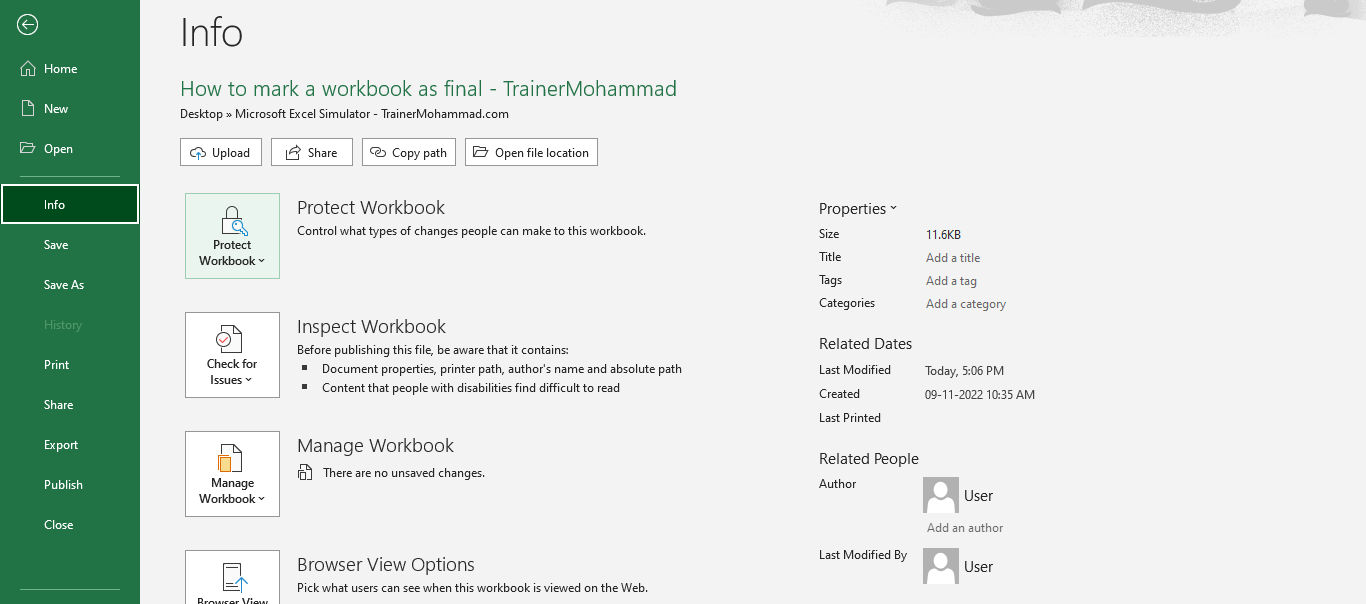 Info
Home
New
Open
Info
Save
Save As
History
Print
Share
Export
Publish
Close
How to mark a workbook as final - TrainerMohammad
Desktop » Microsoft Excel Simulator - TrainerMohammad.com
Upload
Share
Copy path
Open file location
Protect
Workbook
Protect Workbook
Control what types of changes people can make to this workbook.
Check for
Issues
Inspect Workbook
Before publishing this file, be aware that it contains:
Document properties, printer path, author's name and absolute path
Content that people with disabilities find difficult to read
Manage
Workbook
Manage Workbook
There are no unsaved changes.
Browser View
Browser View Options
Pick what users can see when this workbook is viewed on the Web.
Properties
Size 11.6KB
Title Add a title
Tags Add a tag
Categories Add a category
Related Dates
Last Modified Today, 5:06 PM
Created 09-11-2022 10:35 AM
Last Printed
Related People
Author User
Add an author
Last Modified By User